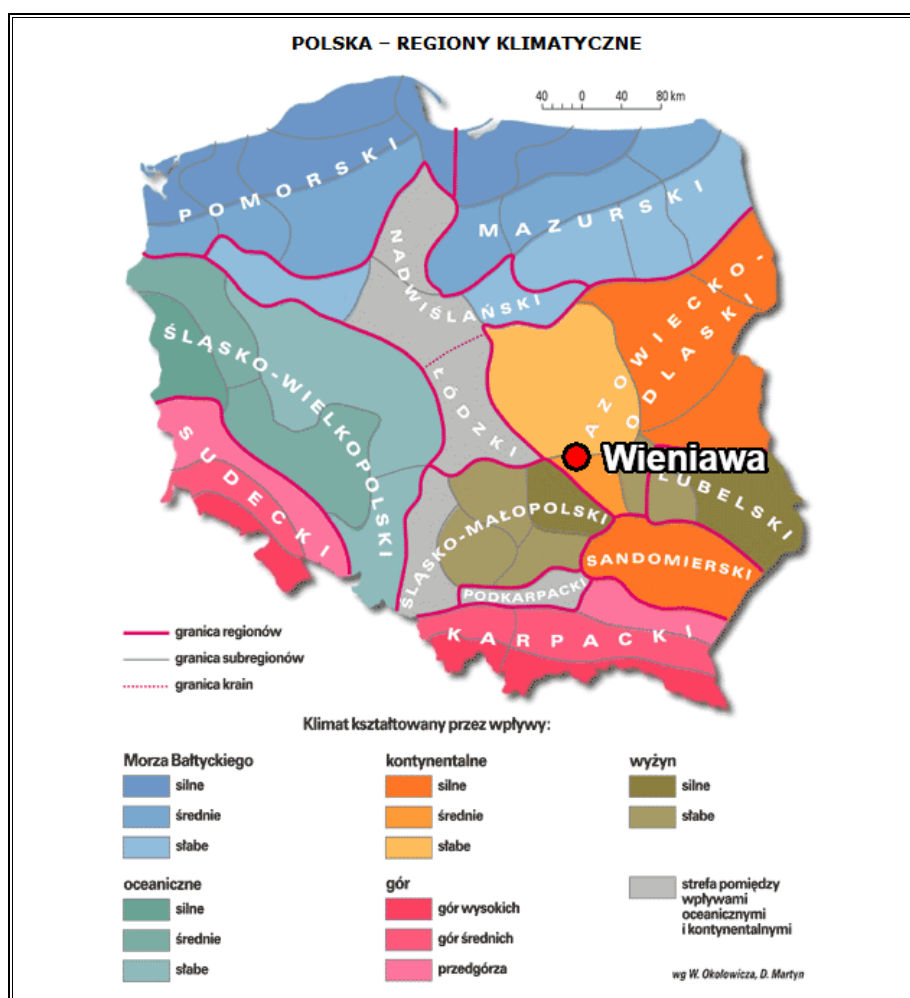 POLSKA – REGIONY KLIMATYCZNE
40 0 40 80 km
POMORSKI
MAZURSKI
NADWIŚLAŃSKI
AZOWIECKO-
ODLASKI
ŚLĄSKO-WIELKOPOLSKI
ŁÓDZKI
Wieniawa
LUBELSKI
SUDECKI
ŚLĄSKO-MAŁOPOLSKI
SANDOMIERSKI
PODKARPACKI
KARPACKI
granica regionów
granica subregionów
granica krain
Klimat kształtowany przez wpływy:
Morza Bałtyckiego
silne
średnie
słabe
kontynentalne
silne
średnie
słabe
wyżyn
silne
słabe
oceaniczne
silne
średnie
słabe
gór
gór wysokich
gór średnich
przedgórza
strefa pomiędzy
wpływami
oceanicznymi
i kontynentalnymi
wg W. Okołowicza, D. Martyn